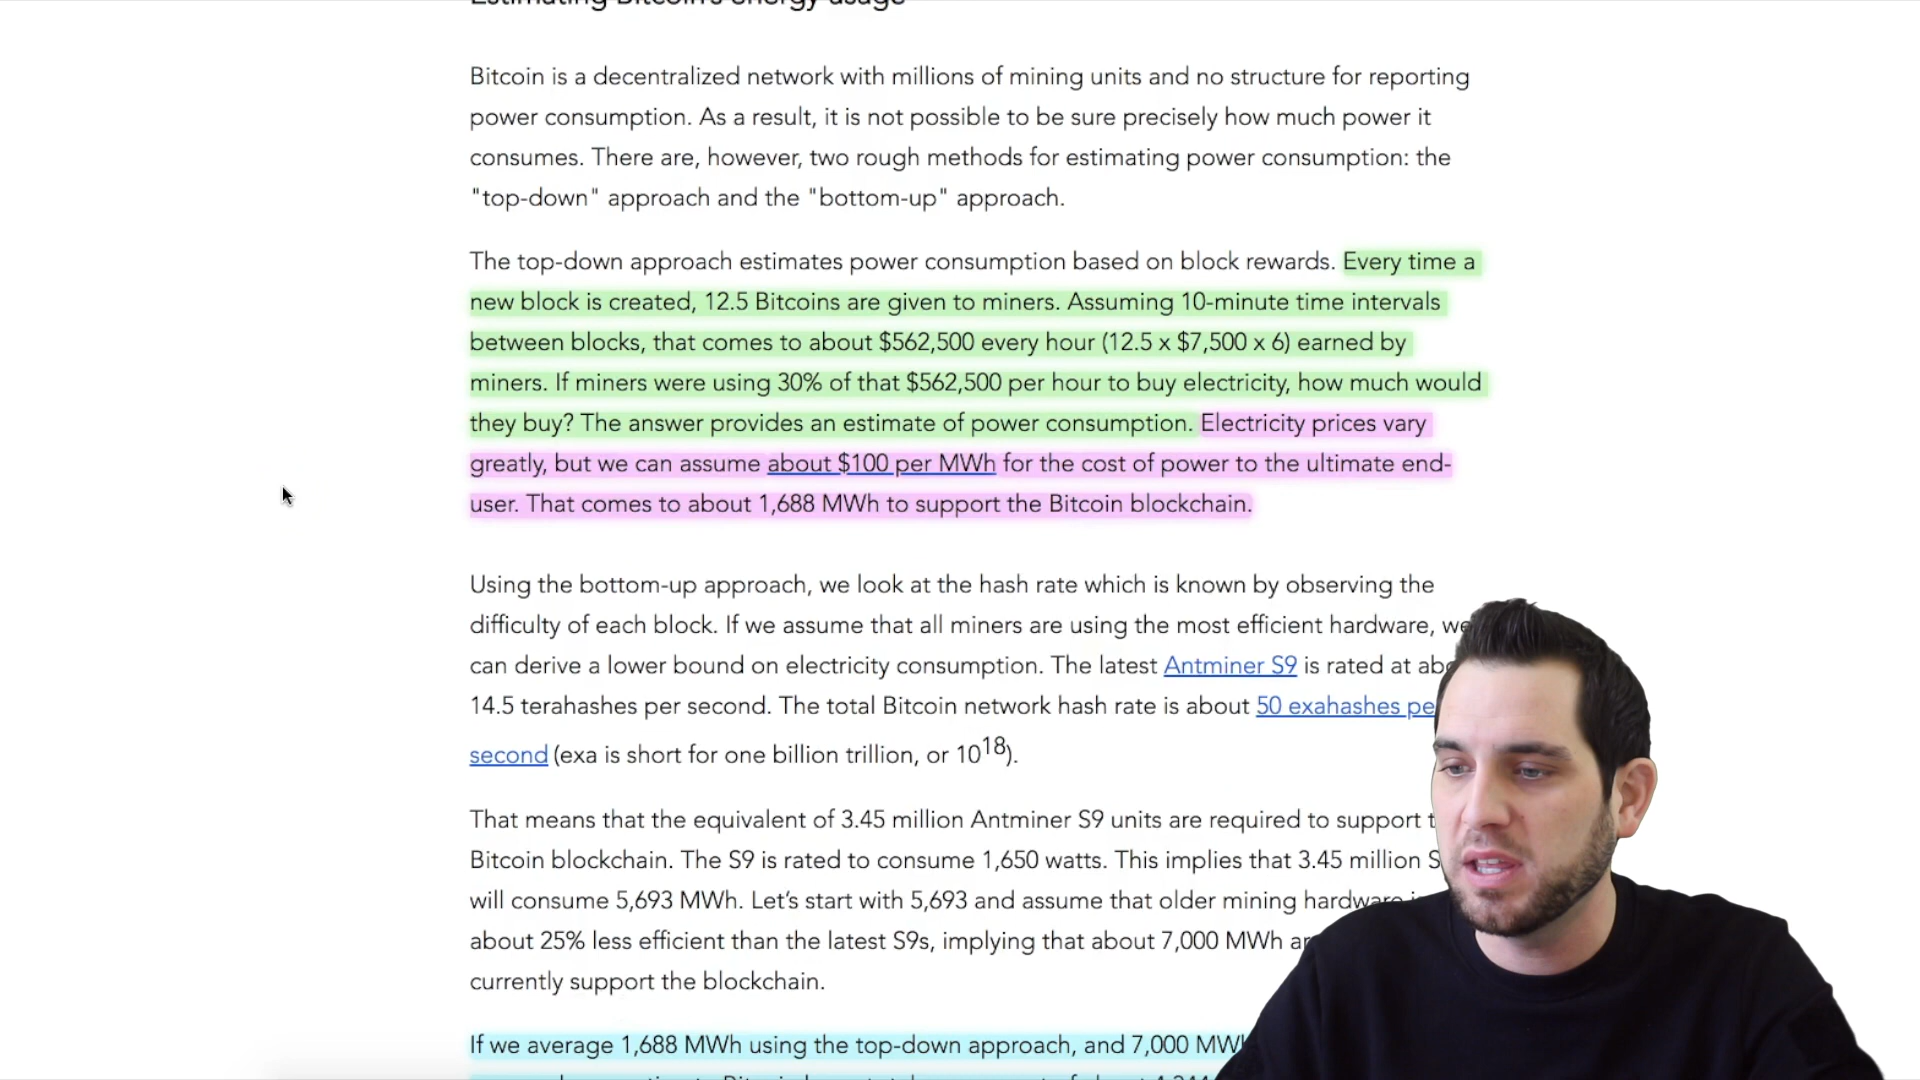 Estimating Bitcoin's energy usage
Bitcoin is a decentralized network with millions of mining units and no structure for reporting
power consumption. As a result, it is not possible to be sure precisely how much power it
consumes. There are, however, two rough methods for estimating power consumption: the
"top-down" approach and the "bottom-up" approach.
The top-down approach estimates power consumption based on block rewards. Every time a
new block is created, 12.5 Bitcoins are given to miners. Assuming 10-minute time intervals
between blocks, that comes to about $562,500 every hour (12.5 x $7,500 x 6) earned by
miners. If miners were using 30% of that $562,500 per hour to buy electricity, how much would
they buy? The answer provides an estimate of power consumption. Electricity prices vary
greatly, but we can assume about $100 per MWh for the cost of power to the ultimate end-
user. That comes to about 1,688 MWh to support the Bitcoin blockchain.
Using the bottom-up approach, we look at the hash rate which is known by observing the
difficulty of each block. If we assume that all miners are using the most efficient hardware, we
can derive a lower bound on electricity consumption. The latest Antminer S9 is rated at
14.5 terahashes per second. The total Bitcoin network hash rate is about 50 exahashes
second (exa is short for one billion trillion, or 10^18).
That means that the equivalent of 3.45 million Antminer S9 units are required to support
Bitcoin blockchain. The S9 is rated to consume 1,650 watts. This implies that 3.45 million
will consume 5,693 MWh. Let's start with 5,693 and assume that older mining hardware
about 25% less efficient than the latest S9s, implying that about 7,000 MWh
currently support the blockchain.
If we average 1,688 MWh using the top-down approach, and 7,000